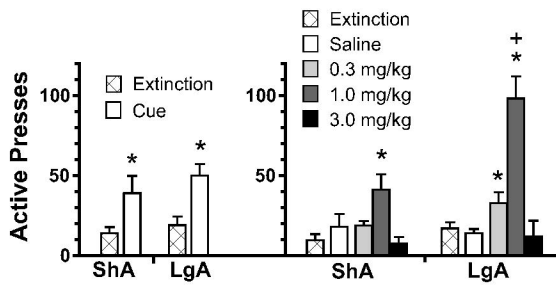 Active Presses
100
50
0
Extinction
Cue
*
*
ShA
LgA
100
50
Extinction
Saline
0.3 mg/kg
1.0 mg/kg
3.0 mg/kg
*
*
+
*
ShA
LgA